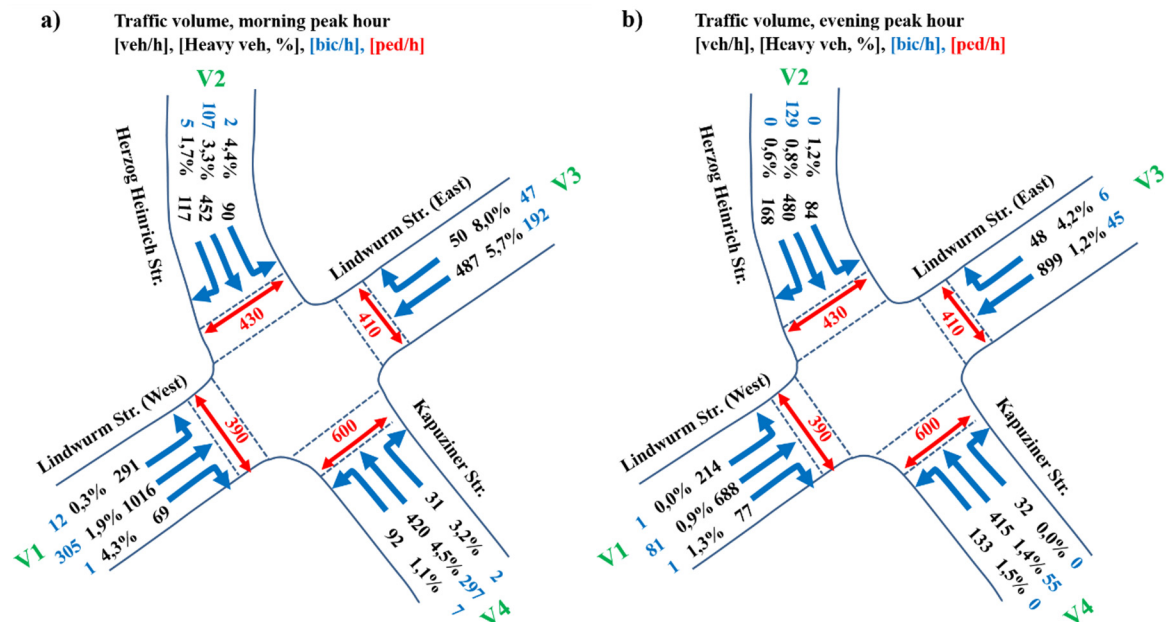 a)
Traffic volume, morning peak hour
[veh/h], [Heavy veh, %], [bic/h], [ped/h]
V2
5 107 2
1,7% 3,3% 4,4%
117 452 90
Herzog Heinrich Str.
430
V3
Lindwurm Str. (East)
50 8,0% 47
487 5,7% 192
410
Lindwurm Str. (West)
12 0,3% 291
305 1,9% 1016
1 4,3% 69
V1
390
600
Kapuziner Str.
31 3,2% 2
420 4,5% 297
92 1,1% 7
V4
b)
Traffic volume, evening peak hour
[veh/h], [Heavy veh, %], [bic/h], [ped/h]
V2
0 129 0
0,6% 0,8% 1,2%
168 480 84
Herzog Heinrich Str.
430
V3
Lindwurm Str. (East)
48 4,2% 6
899 1,2% 45
410
Lindwurm Str. (West)
1 0,0% 214
81 0,9% 688
1 1,3% 77
V1
390
600
Kapuziner Str.
32 0,0% 0
415 1,4% 55
133 1,5% 0
V4